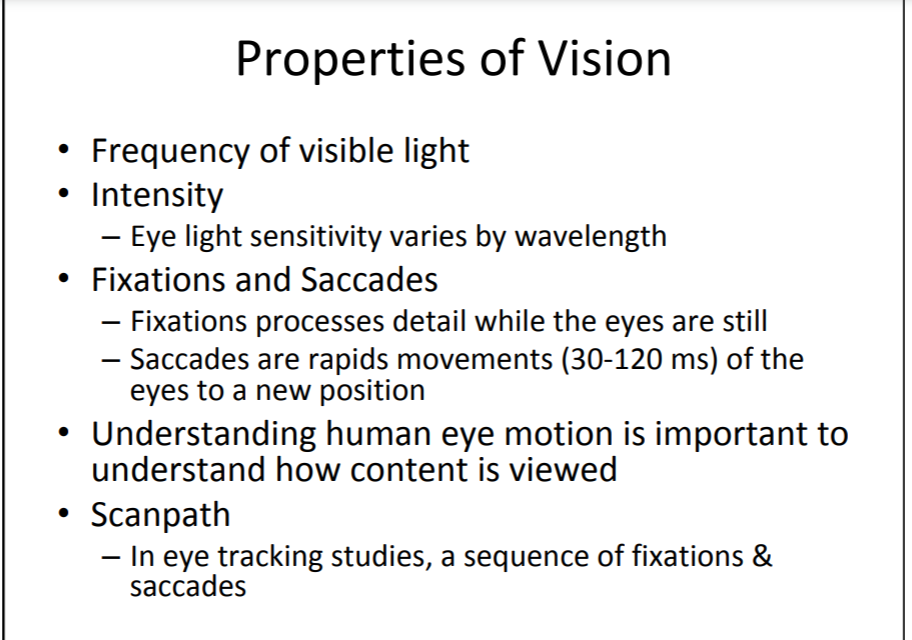 Properties of Vision
• Frequency of visible light
• Intensity
– Eye light sensitivity varies by wavelength
• Fixations and Saccades
– Fixations processes detail while the eyes are still
– Saccades are rapids movements (30-120 ms) of the
eyes to a new position
• Understanding human eye motion is important to
understand how content is viewed
• Scanpath
– In eye tracking studies, a sequence of fixations &
saccades